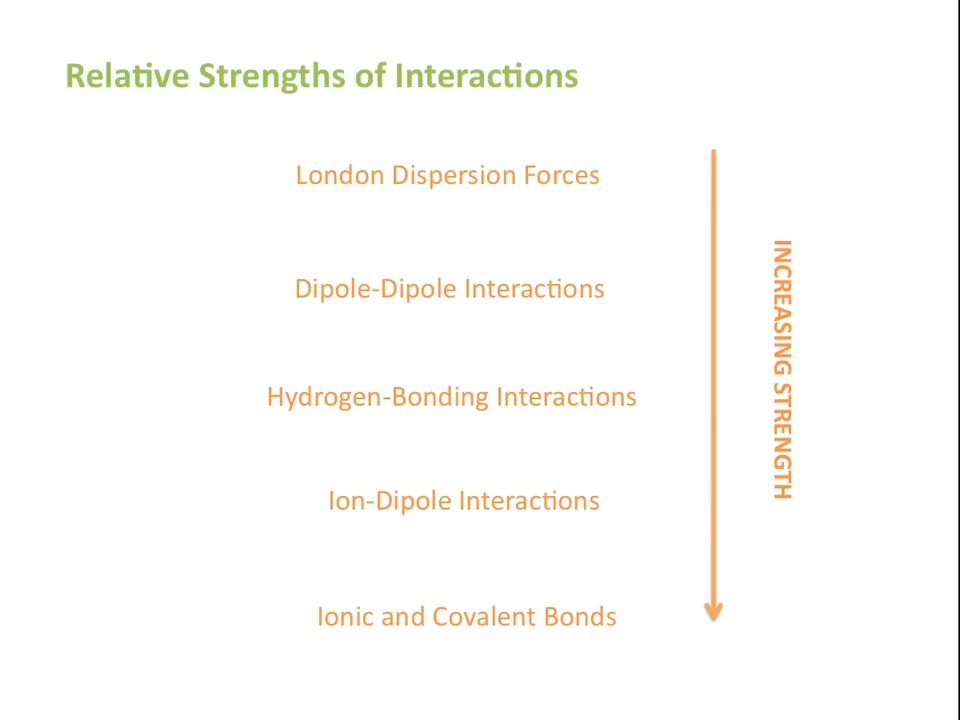 Relative Strengths of Interactions
London Dispersion Forces
Dipole-Dipole Interactions
Hydrogen-Bonding Interactions
Ion-Dipole Interactions
Ionic and Covalent Bonds
INCREASING STRENGTH